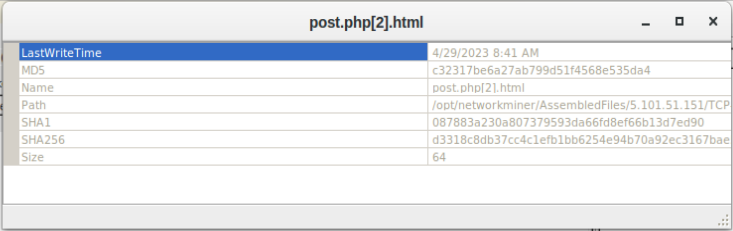 post.php[2].html
LastWriteTime 4/29/2023 8:41 AM
MD5 c32317be6a27ab799d51f4568e535da4
Name post.php[2].html
Path /opt/networkminer/AssembledFiles/5.101.51.151/TCP
SHA1 087883a230a807379593da66fd8ef66b13d7ed90
SHA256 d3318c8db37cc4c1efb1bb6254e94b70a92ec3167bae
Size 64